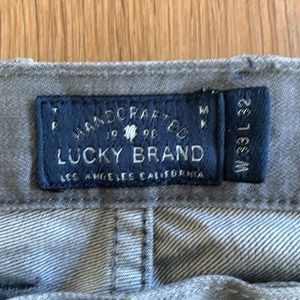 HANDCRAFTED
19 90
LUCKY BRAND
LOS ANGELES CALIFORNIA
W 33 L 32